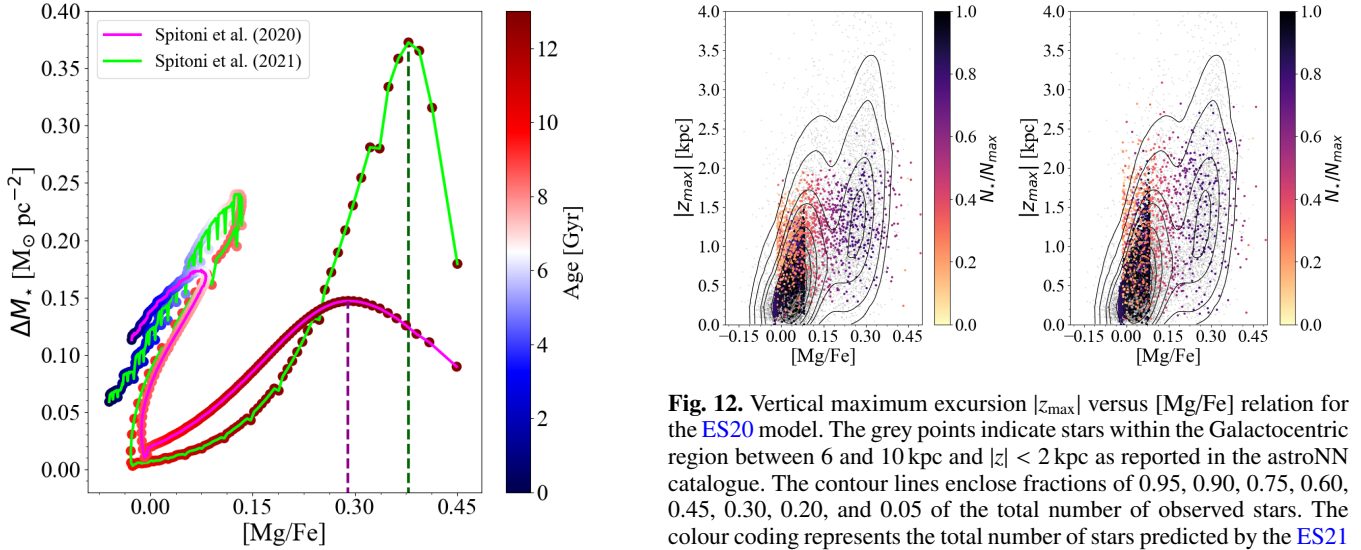 Spitoni et al. (2020)
Spitoni et al. (2021)
0.40
0.35
0.30
0.25
0.20
0.15
0.10
0.05
0.00
ΔM⋆ [M⊙ pc−2]
0.00 0.15 0.30 0.45
[Mg/Fe]
12
10
8
6
4
2
0
Age [Gyr]
4.0
3.5
3.0
2.5
2.0
1.5
1.0
0.5
0.0
|zmax| [kpc]
−0.15 0.00 0.15 0.30 0.45
[Mg/Fe]
1.0
0.8
0.6
0.4
0.2
0.0
N⋆/Nmax
4.0
3.5
3.0
2.5
2.0
1.5
1.0
0.5
0.0
|zmax| [kpc]
−0.15 0.00 0.15 0.30 0.45
[Mg/Fe]
1.0
0.8
0.6
0.4
0.2
0.0
N⋆/Nmax
Fig. 12. Vertical maximum excursion |zmax| versus [Mg/Fe] relation for
the ES20 model. The grey points indicate stars within the Galactocentric
region between 6 and 10 kpc and |z| < 2 kpc as reported in the astroNN
catalogue. The contour lines enclose fractions of 0.95, 0.90, 0.75, 0.60,
0.45, 0.30, 0.20, and 0.05 of the total number of observed stars. The
colour coding represents the total number of stars predicted by the ES21